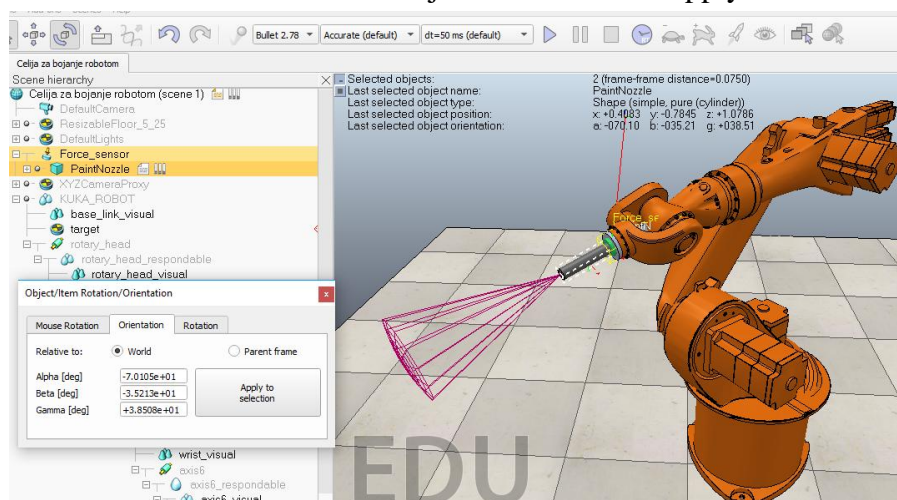 Bullet 2.78
Accurate (default)
dt=50 ms (default)
Celija za bojanje robotom
Scene hierarchy
Celija za bojanje robotom (scene 1)
DefaultCamera
ResizableFloor_5_25
DefaultLights
Force_sensor
PaintNozzle
XYZCameraProxy
KUKA_ROBOT
base_link_visual
target
rotary_head
rotary_head_respondable
rotary_head_visual
Selected objects: 2 (frame-frame distance=0.0750)
Last selected object name: PaintNozzle
Last selected object type: Shape (simple, pure (cylinder))
Last selected object position: x: +0.4083 y: -0.7845 z: +1.0786
Last selected object orientation: a: -070.10 b: -035.21 g: +038.51
Object/Item Rotation/Orientation
Mouse Rotation Orientation Rotation
Relative to: World Parent frame
Alpha [deg] -7.0105e+01
Beta [deg] -3.5213e+01
Gamma [deg] +3.8508e+01
Apply to
selection
wrist_visual
axis6
axis6_respondable
axis6_visual
EDU